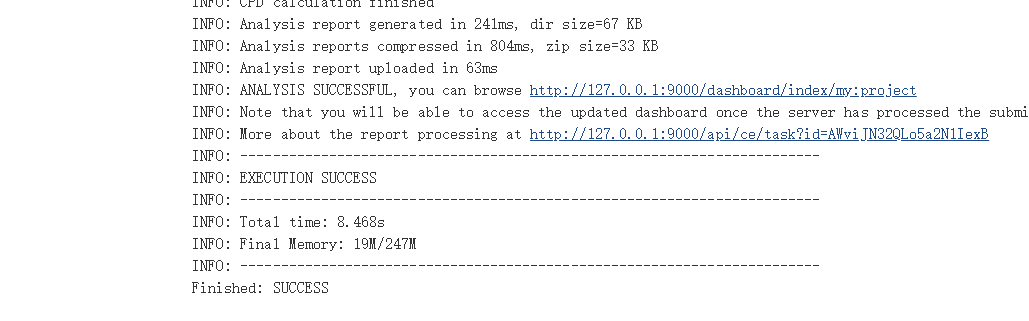 INFO: CPD calculation finished
INFO: Analysis report generated in 241ms, dir size=67 KB
INFO: Analysis reports compressed in 804ms, zip size=33 KB
INFO: Analysis report uploaded in 63ms
INFO: ANALYSIS SUCCESSFUL, you can browse http://127.0.0.1:9000/dashboard/index/my:project
INFO: Note that you will be able to access the updated dashboard once the server has processed the submi
INFO: More about the report processing at http://127.0.0.1:9000/api/ce/task?id=AWviJN32QLo5a2N1IexB
INFO: ------------------------------------------------------------------------
INFO: EXECUTION SUCCESS
INFO: ------------------------------------------------------------------------
INFO: Total time: 8.468s
INFO: Final Memory: 19M/247M
INFO: ------------------------------------------------------------------------
Finished: SUCCESS